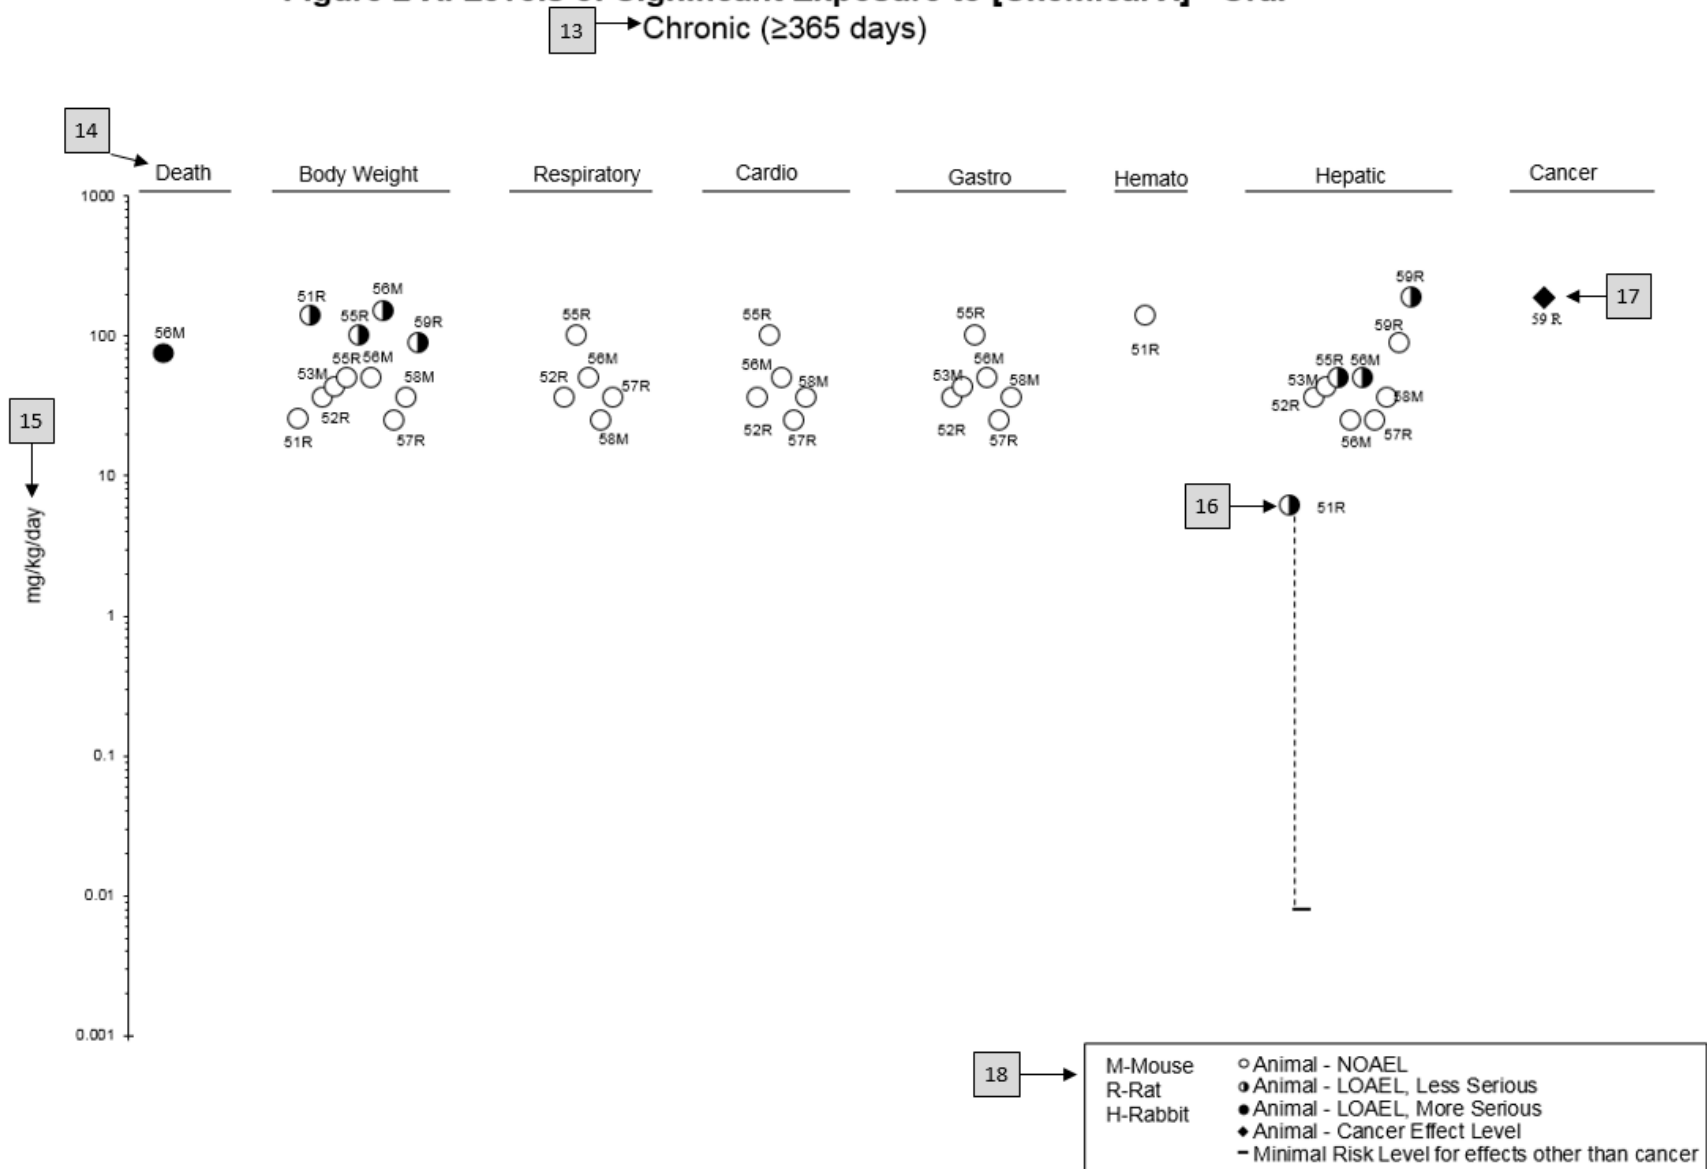 13 Chronic (≥365 days)
14
Death Body Weight Respiratory Cardio Gastro Hemato Hepatic Cancer
1000
59R
56M
51R
17
59 R
55R 59R
55R 55R 55R
59R
56M
100
51R
55R 56M
56M 56M 56M
55R 56M
53M 58M
52R 57R
58M
53M 58M
53M 58M
52R
15
52R
51R 57R
58M
52R 57R
52R 57R
56M 57R
10
16 51R
mg/kg/day
1
0.1
0.01
0.001
18
M-Mouse
R-Rat
H-Rabbit
Animal - NOAEL
Animal - LOAEL, Less Serious
Animal - LOAEL, More Serious
Animal - Cancer Effect Level
Minimal Risk Level for effects other than cancer